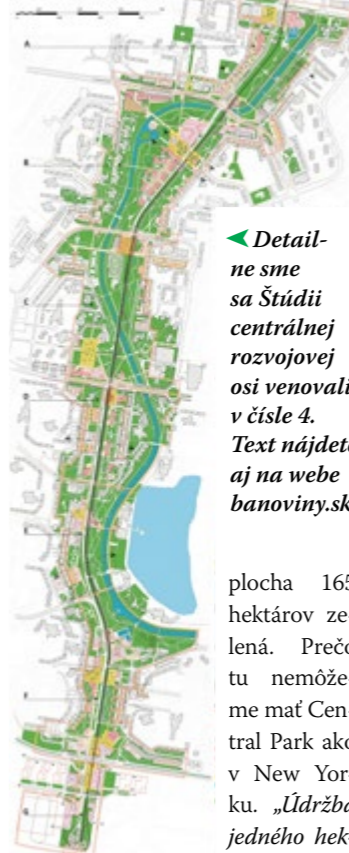 A
B
C
D
E
F
G
Detail-
ne sme
sa Štúdii
centrálnej
rozvojovej
osi venovali
v čísle 4.
Text nájdete
aj na webe
banoviny.sk
plocha 165
hektárov ze-
lená. Prečo
tu nemôže-
me mať Cen-
tral Park ako
v New Yor-
ku. „Údržba
jedného hek-